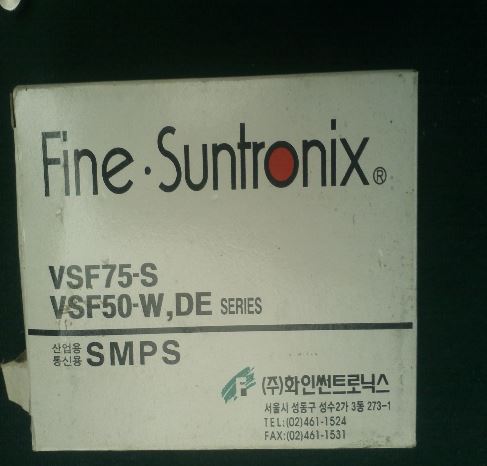 Fine·Suntronix®
VSF75-S
VSF50-W,DE SERIES
산업용
통신용 SMPS
(주)화인썬트로닉스
서울시 성동구 성수2가 3동 273-1
TEL:(02)461-1524
FAX:(02)461-1531